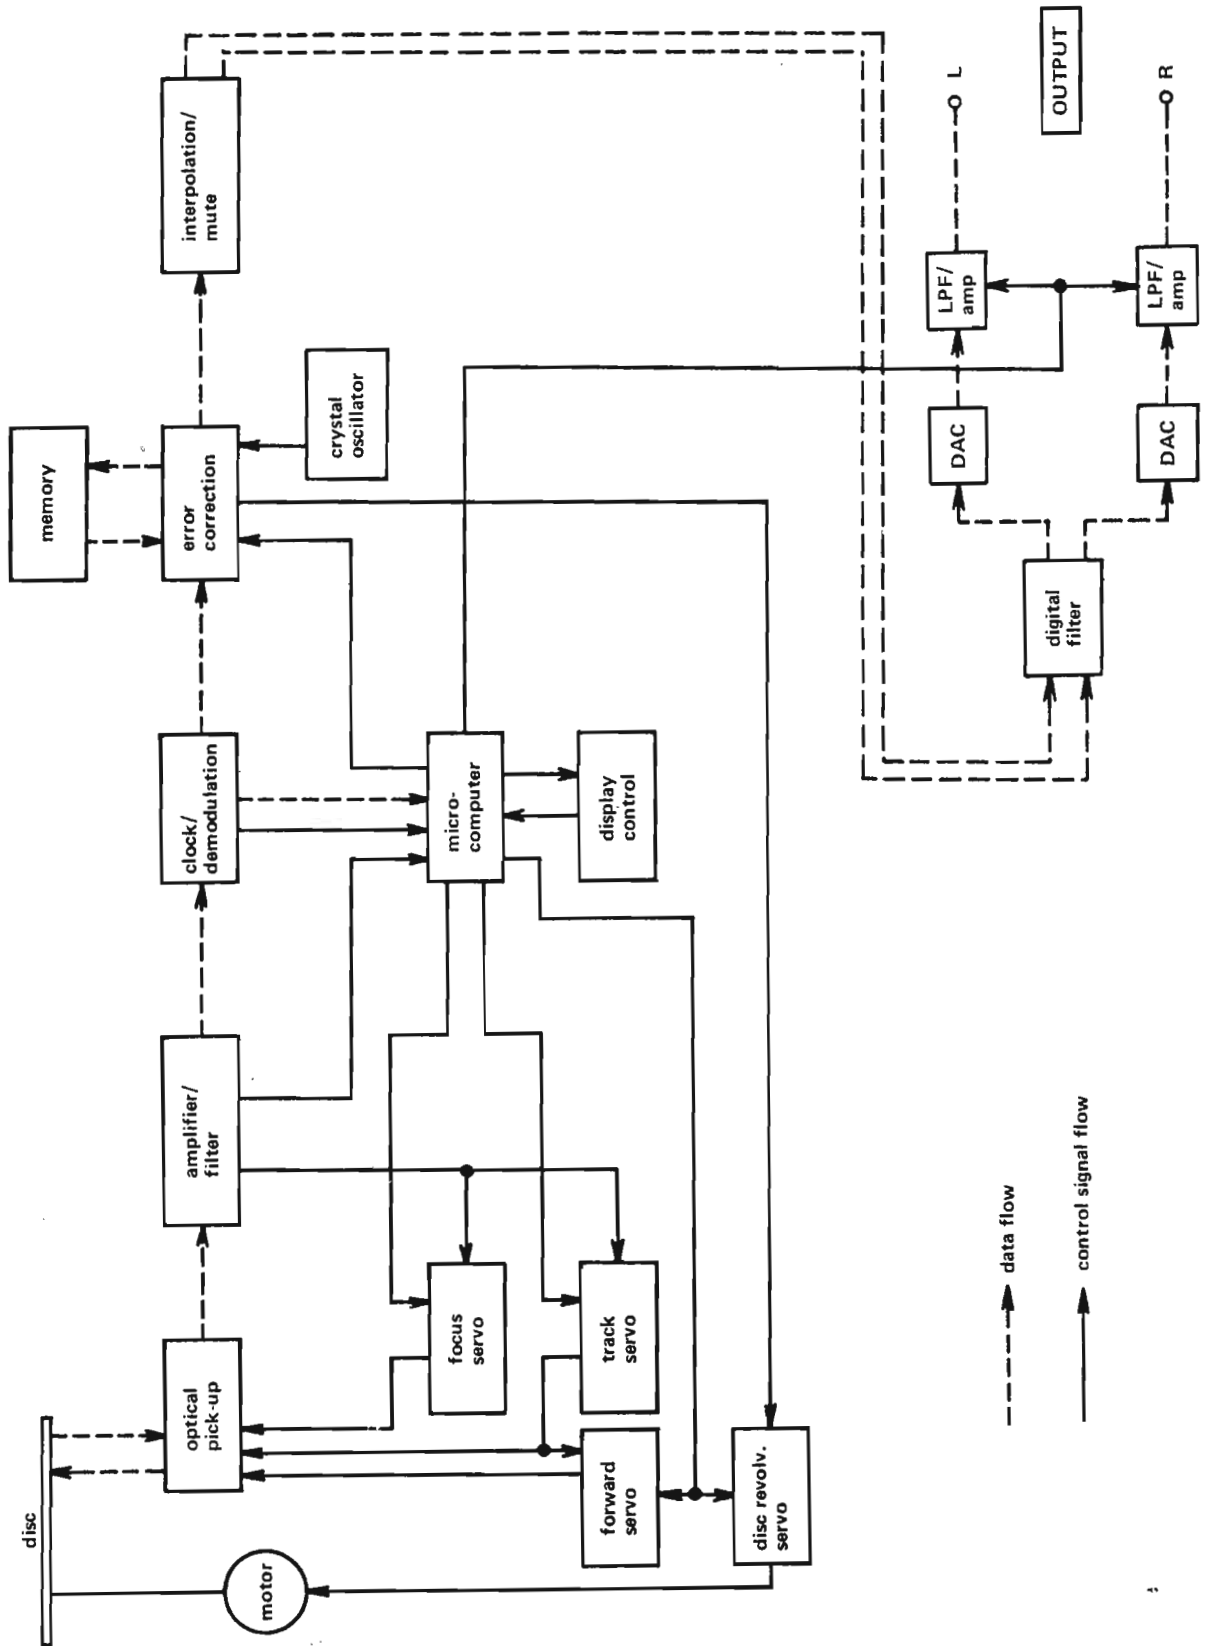 disc
motor
optical
pick-up
amplifier/
filter
clock/
demodulation
memory
error
correction
interpolation/
mute
crystal
oscillator
focus
servo
track
servo
forward
servo
disc revolv.
servo
micro-
computer
display
control
digital
filter
DAC
DAC
LPF/
amp
LPF/
amp
L
R
OUTPUT
data flow
control signal flow